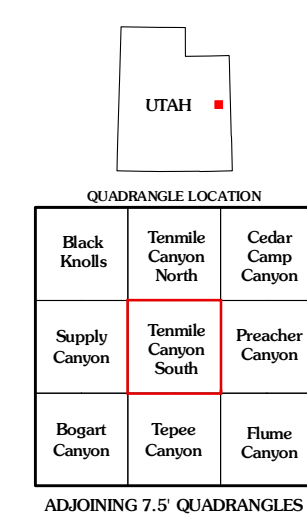 UTAH
QUADRANGLE LOCATION
Black
Knolls
Tenmile
Canyon
North
Cedar
Camp
Canyon
Supply
Canyon
Tenmile
Canyon
South
Preacher
Canyon
Bogart
Canyon
Tepee
Canyon
Flume
Canyon
ADJOINING 7.5' QUADRANGLES